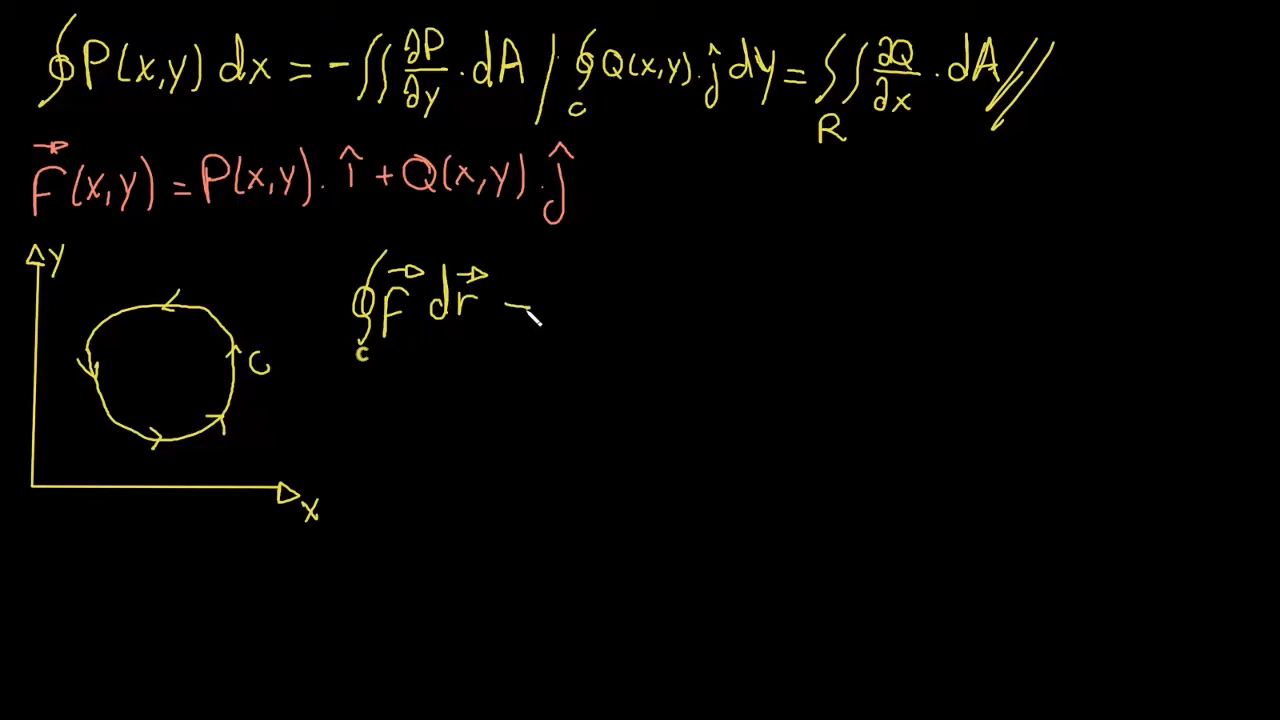 ∮P(x,y) dx = -∬ ∂P/∂y · dA / ∮_C Q(x,y) · ĵ dy = ∬_R ∂Q/∂x · dA //
F⃗(x,y) = P(x,y) · î + Q(x,y) · ĵ
y
∮_C F⃗ dr⃗ -
C
x